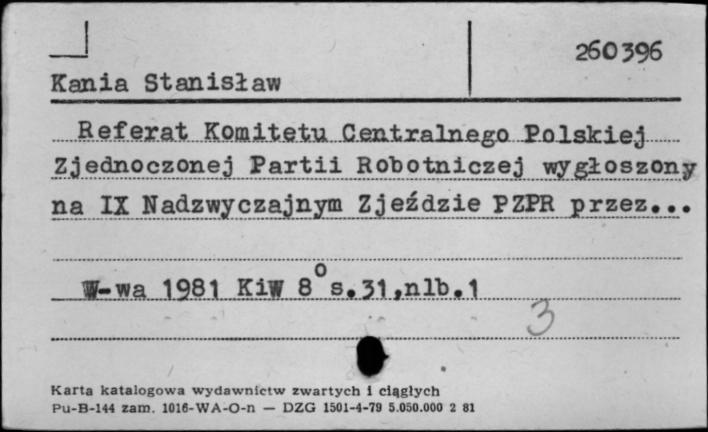 260396
Kania Stanisław
Referat Komitetu Centralnego Polskiej
Zjednoczonej Partii Robotniczej wygłoszony
na IX Nadzwyczajnym Zjeździe PZPR przez...
W-wa 1981 KiW 8° s.31,nlb.1
3
Karta katalogowa wydawnictw zwartych i ciągłych
Pu-B-144 zam. 1016-WA-O-n — DZG 1501-4-79 5.050.000 2 81